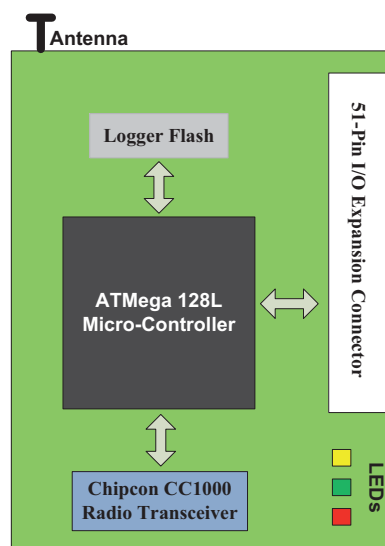 Antenna
Logger Flash
51-Pin I/O Expansion Connector
ATMega 128L
Micro-Controller
Chipcon CC1000
Radio Transceiver
LEDs